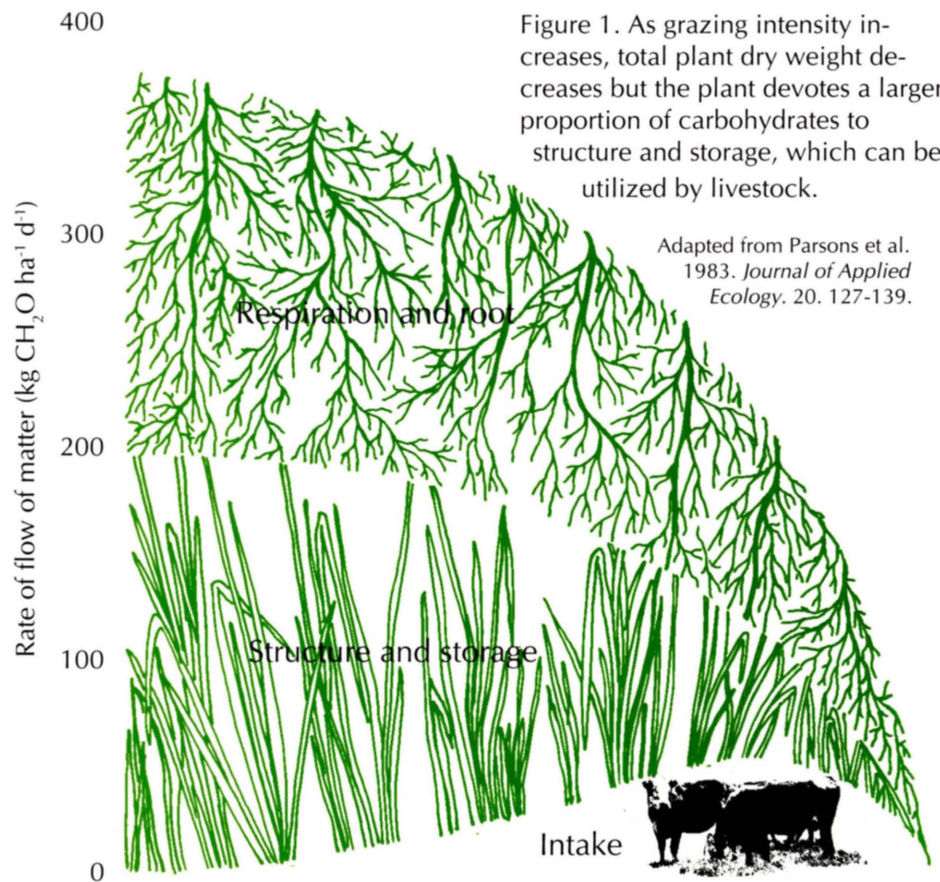 400
Figure 1. As grazing intensity in-
creases, total plant dry weight de-
creases but the plant devotes a larger
proportion of carbohydrates to
structure and storage, which can be
utilized by livestock.
300
Adapted from Parsons et al.
1983. Journal of Applied
Ecology. 20. 127-139.
Respiration and root
Rate of flow of matter (kg CH₂O ha⁻¹ d⁻¹)
200
Structure and storage
100
Intake
0